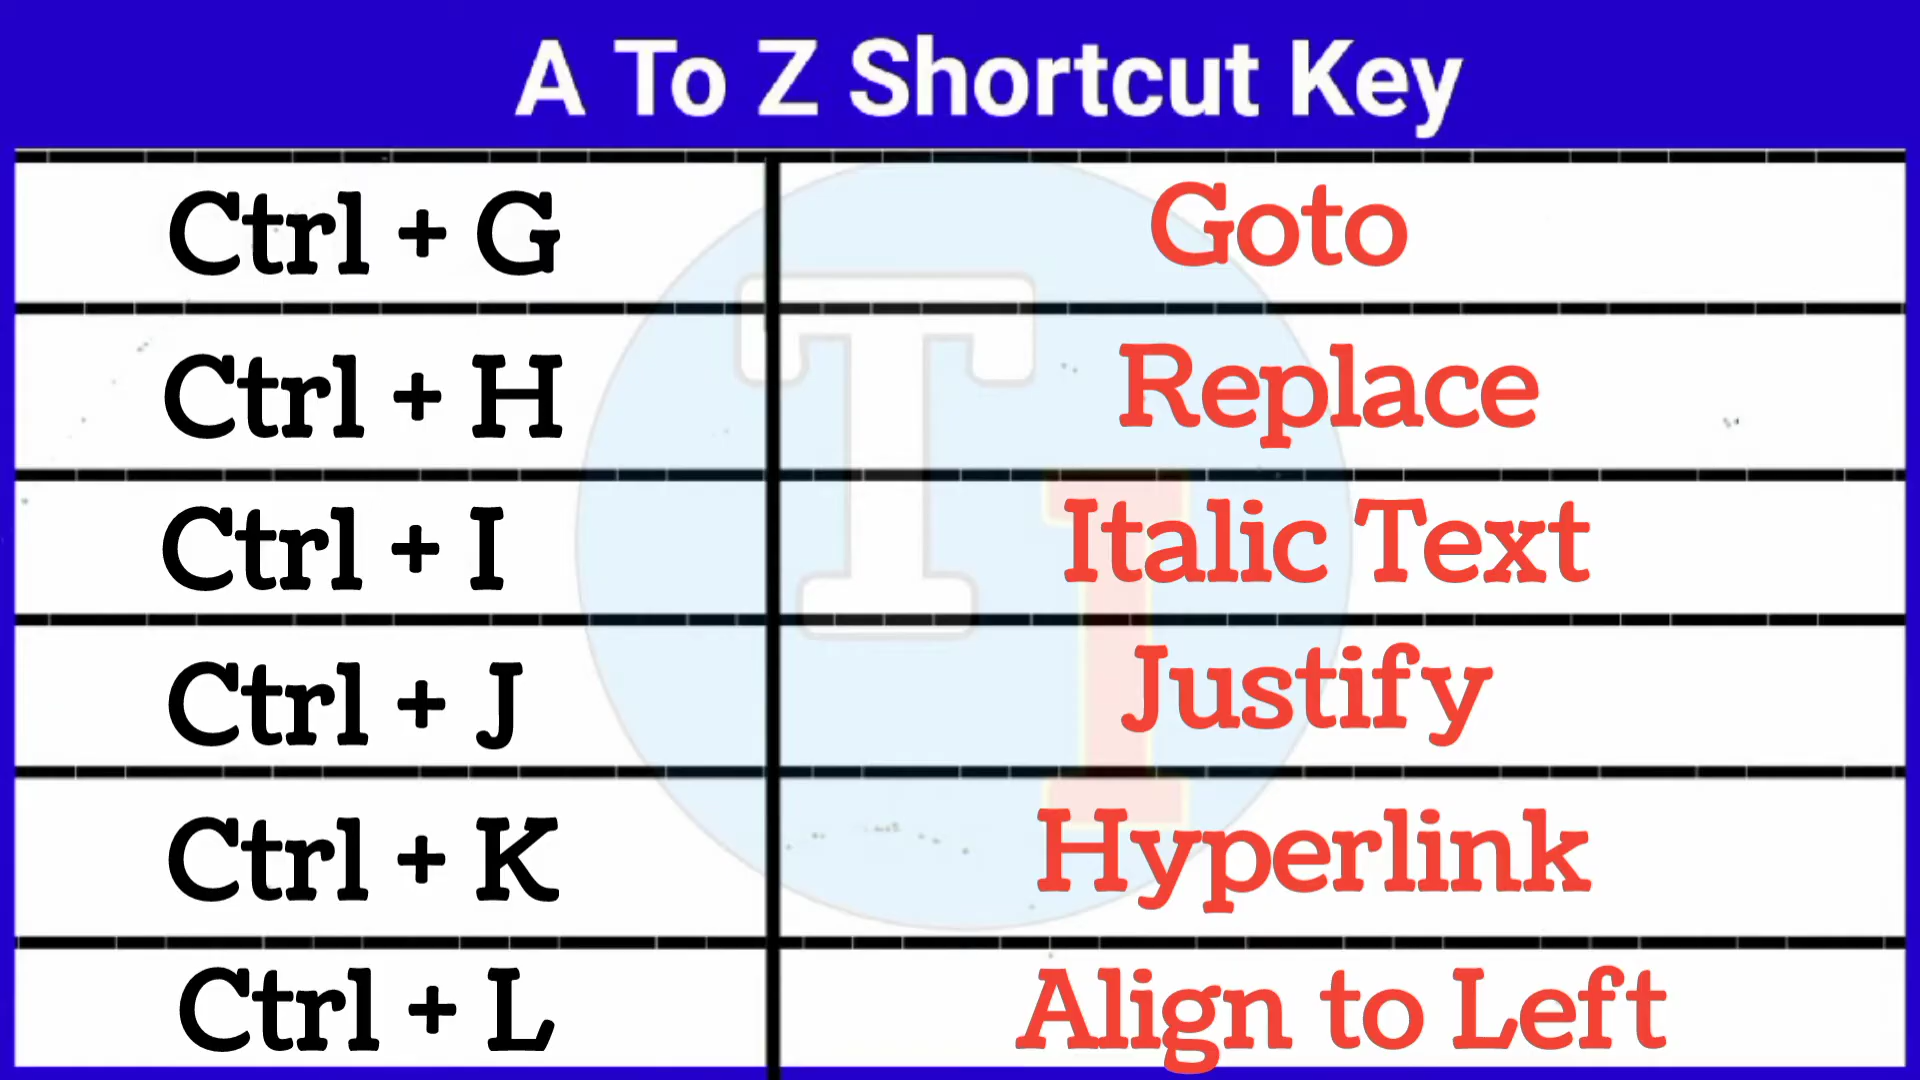 A To Z Shortcut Key
Ctrl + G Goto
Ctrl + H Replace
Ctrl + I Italic Text
Ctrl + J Justify
Ctrl + K Hyperlink
Ctrl + L Align to Left
T
I